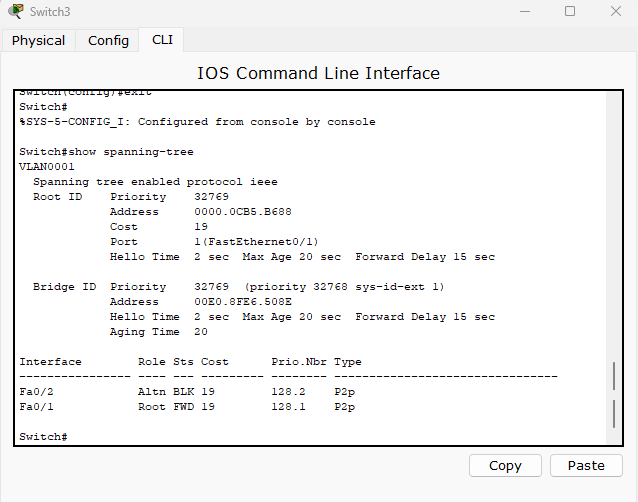 Switch3
Physical Config CLI
IOS Command Line Interface
Switch(config)#exit
Switch#
%SYS-5-CONFIG_I: Configured from console by console

Switch#show spanning-tree
VLAN0001
  Spanning tree enabled protocol ieee
  Root ID    Priority    32769
             Address     0000.0CB5.B688
             Cost        19
             Port        1(FastEthernet0/1)
             Hello Time  2 sec  Max Age 20 sec  Forward Delay 15 sec

  Bridge ID  Priority    32769  (priority 32768 sys-id-ext 1)
             Address     00E0.8FE6.508E
             Hello Time  2 sec  Max Age 20 sec  Forward Delay 15 sec
             Aging Time  20

Interface        Role Sts Cost      Prio.Nbr Type
---------------- ---- --- --------- -------- --------------------------------
Fa0/2            Altn BLK 19        128.2    P2p
Fa0/1            Root FWD 19        128.1    P2p

Switch#
Copy Paste